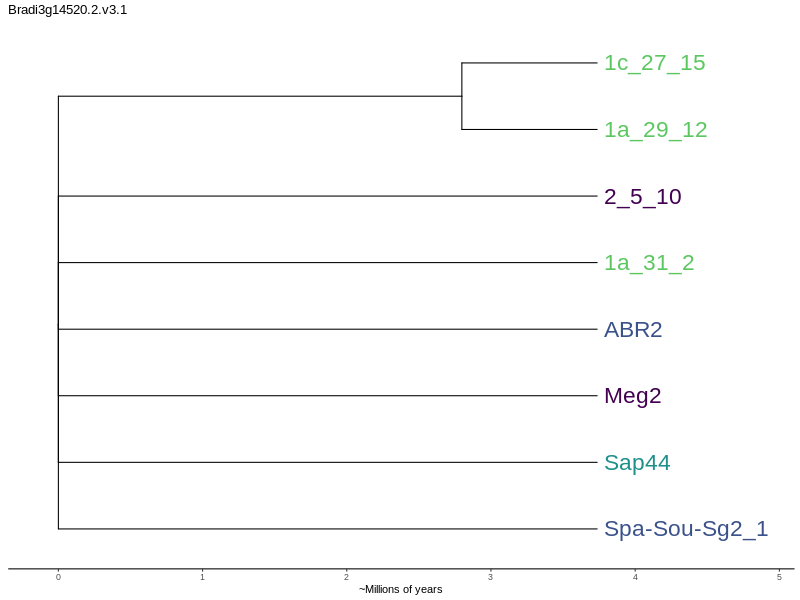 Bradi3g14520.2.v3.1
1c_27_15
1a_29_12
2_5_10
1a_31_2
ABR2
Meg2
Sap44
Spa-Sou-Sg2_1
0 1 2 3 4 5
~Millions of years